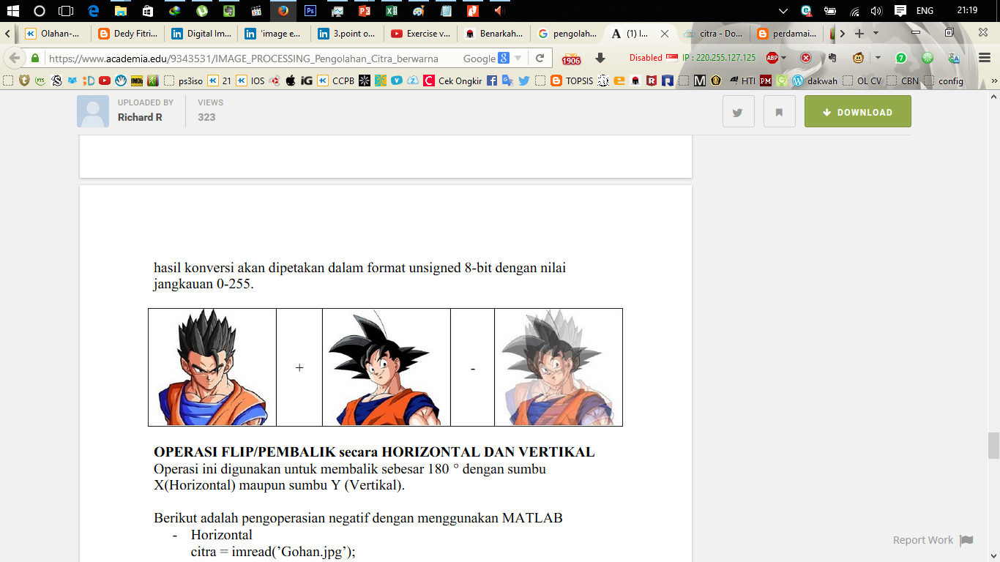 ENG
21:19
Olahan-...
Dedy Fitri...
Digital Im...
'image e...
3.point o...
Exercise v...
Benarkah...
pengolah...
(1) I...
citra - Do...
perdamai...
https://www.academia.edu/9343531/IMAGE_PROCESSING_Pengolahan_Citra_berwarna
Google
1906
Disabled
IP : 220.255.127.125
ABP
ps3iso
21
IOS
iG
CCPB
Cek Ongkir
TOPSIS
HTI
PM
dakwah
OL CV
CBN
config
UPLOADED BY
Richard R
VIEWS
323
DOWNLOAD
hasil konversi akan dipetakan dalam format unsigned 8-bit dengan nilai
jangkauan 0-255.
+
-
OPERASI FLIP/PEMBALIK secara HORIZONTAL DAN VERTIKAL
Operasi ini digunakan untuk membalik sebesar 180 ° dengan sumbu
X(Horizontal) maupun sumbu Y (Vertikal).
Berikut adalah pengoperasian negatif dengan menggunakan MATLAB
- Horizontal
citra = imread(’Gohan.jpg’);
Report Work